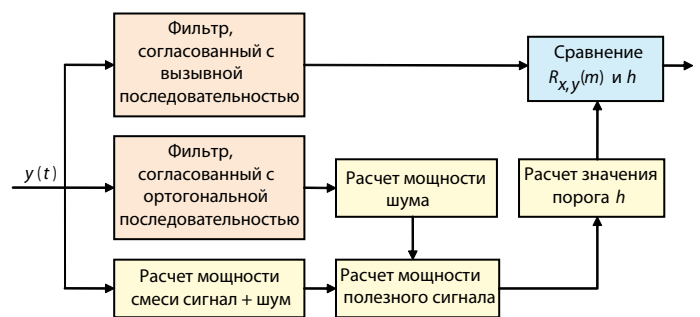 Фильтр,
согласованный с
вызывной
последовательностью
Сравнение
R x, y (m) и h
y (t)
Фильтр,
согласованный с
ортогональной
последовательностью
Расчет мощности
шума
Расчет значения
порога h
Расчет мощности
смеси сигнал + шум
Расчет мощности
полезного сигнала